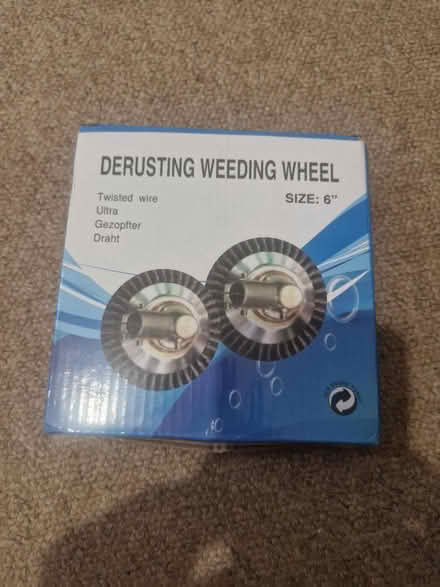 DERUSTING WEEDING WHEEL
SIZE: 6"
Twisted wire
Ultra
Gezopfter
Draht